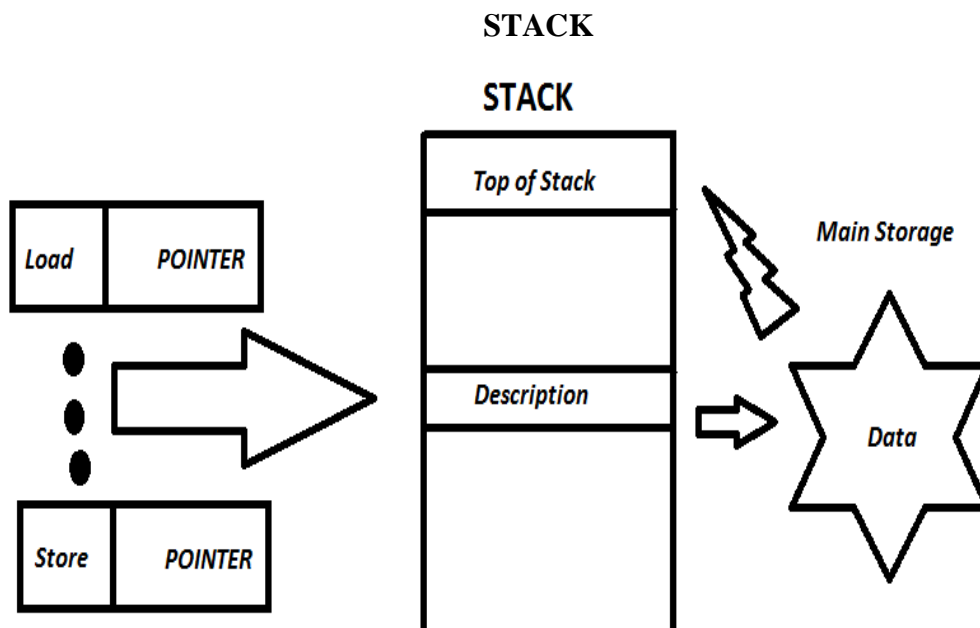 STACK
STACK
Top of Stack
Load POINTER
Main Storage
Description
Data
Store POINTER